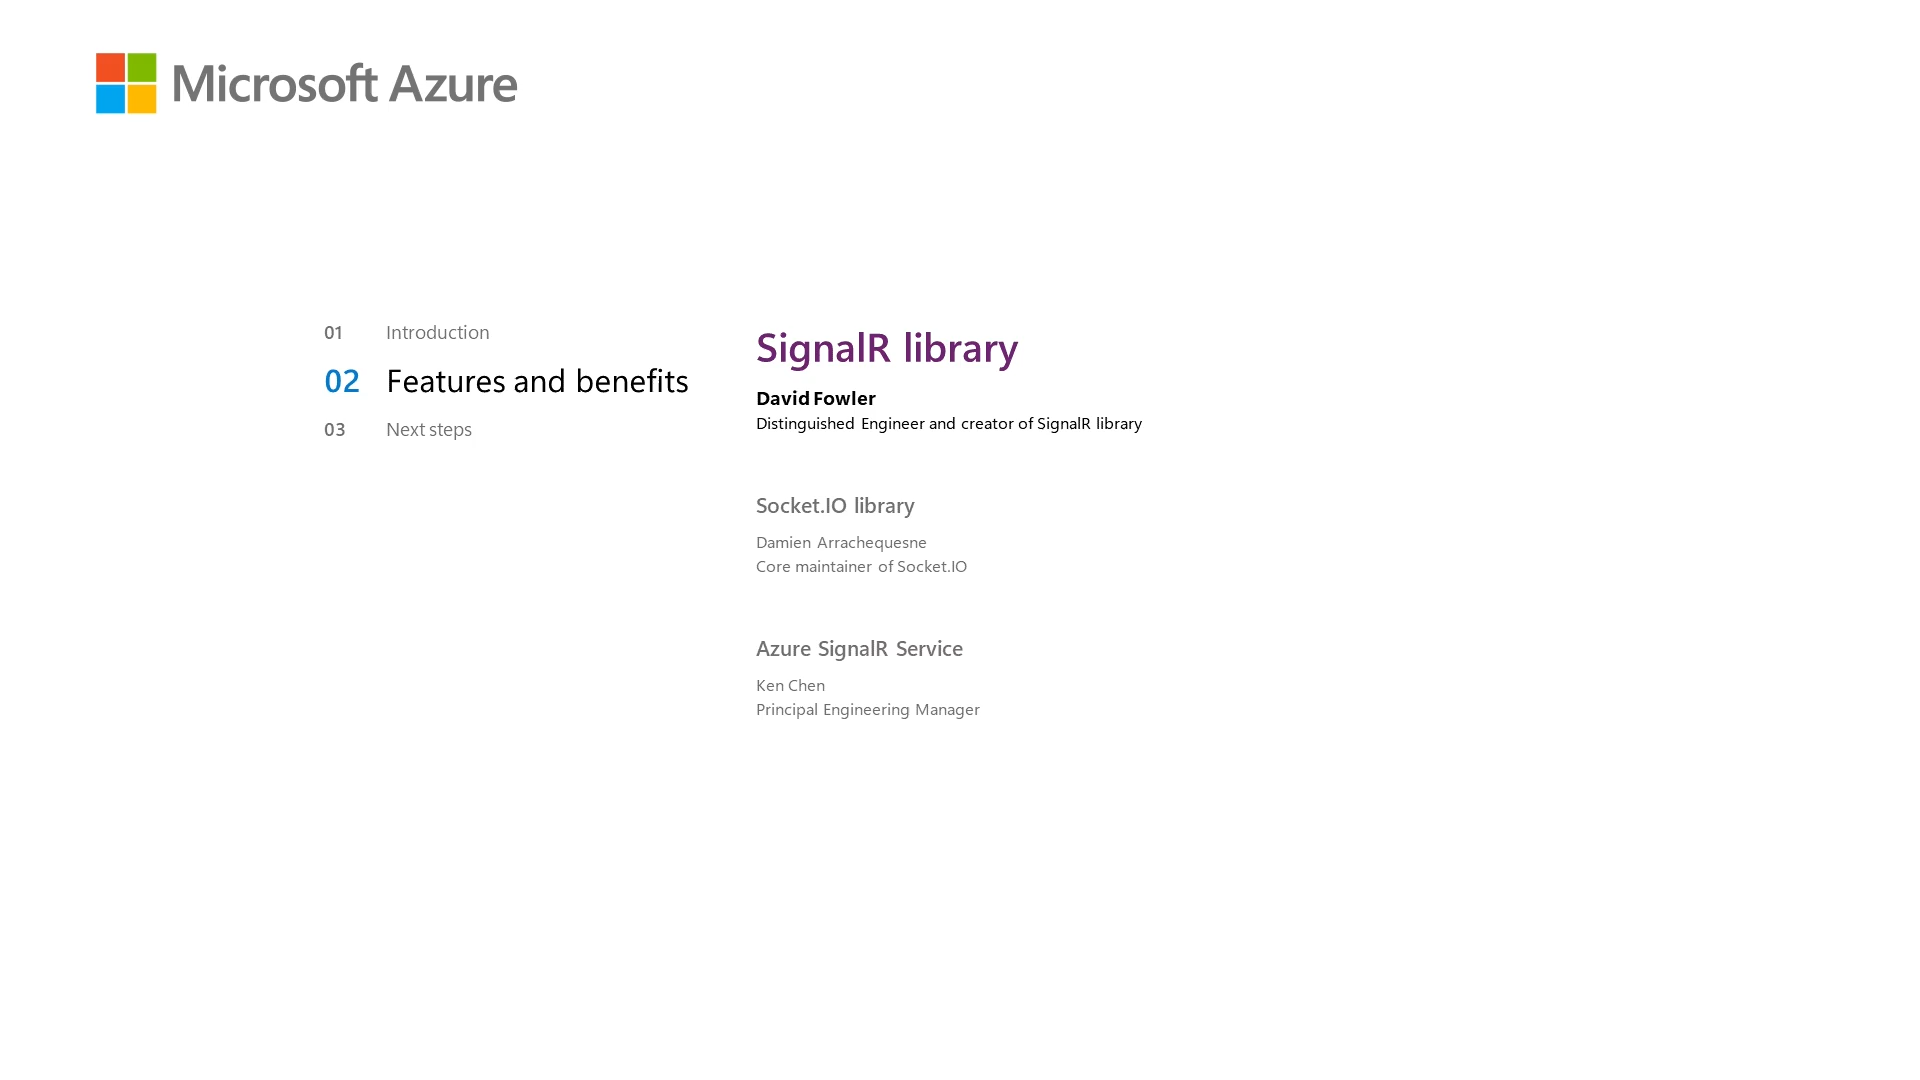 Microsoft Azure
01 Introduction
02 Features and benefits
03 Next steps
SignalR library
David Fowler
Distinguished Engineer and creator of SignalR library
Socket.IO library
Damien Arrachequesne
Core maintainer of Socket.IO
Azure SignalR Service
Ken Chen
Principal Engineering Manager